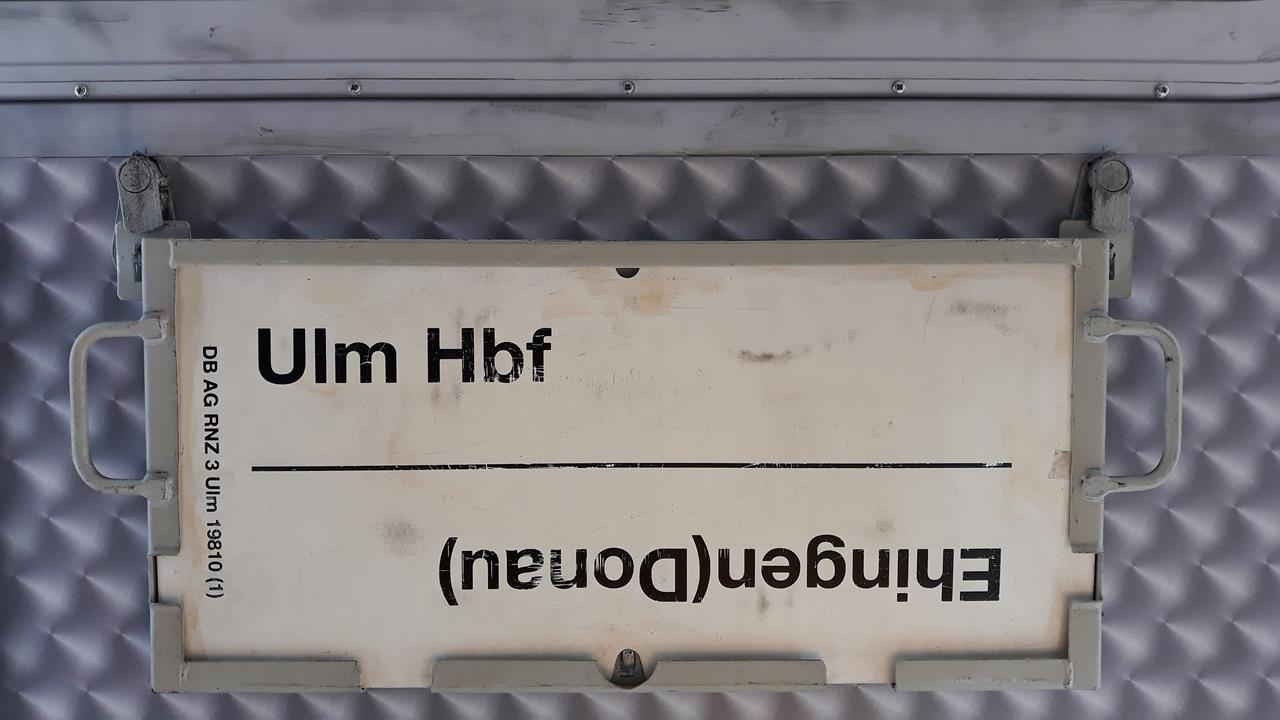 Ulm Hbf
Ehingen(Donau)
DB AG RNZ 3 Ulm 19810 (1)